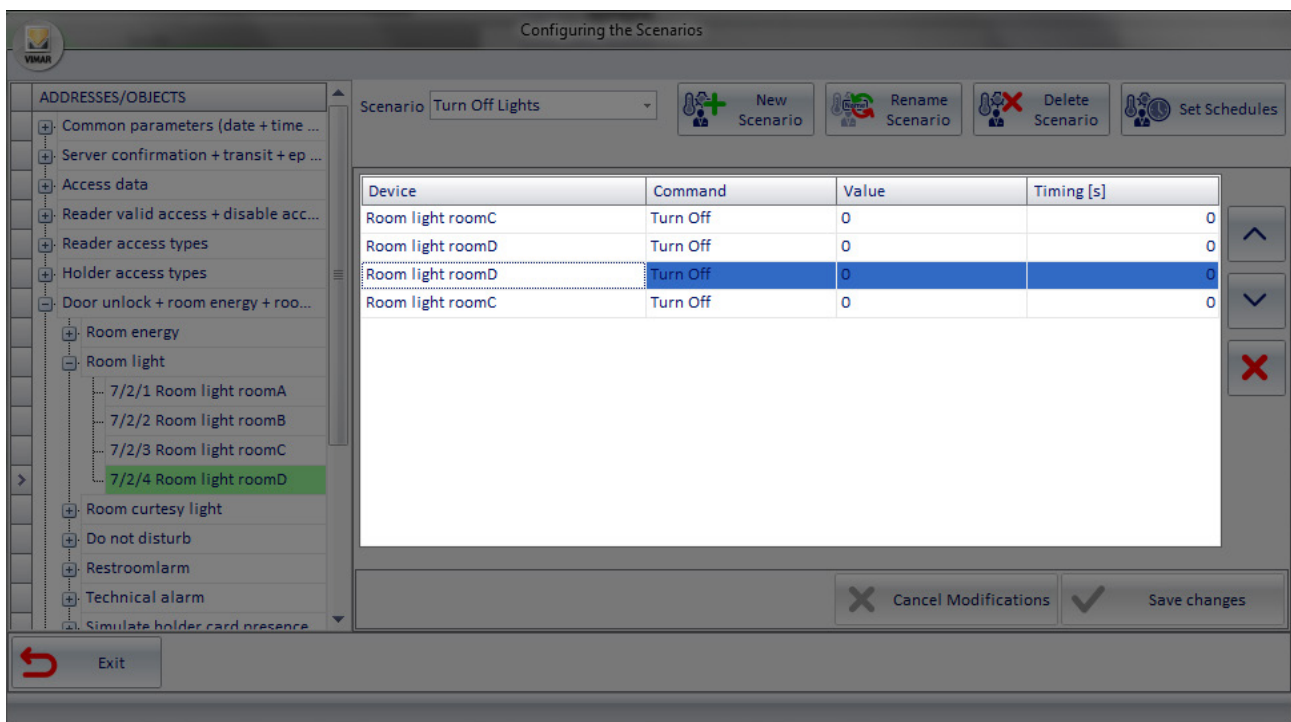 Configuring the Scenarios
VIMAR
ADDRESSES/OBJECTS
Common parameters (date + time ...
Server confirmation + transit + ep ...
Access data
Reader valid access + disable acc...
Reader access types
Holder access types
Door unlock + room energy + roo...
Room energy
Room light
7/2/1 Room light roomA
7/2/2 Room light roomB
7/2/3 Room light roomC
7/2/4 Room light roomD
Room curtesy light
Do not disturb
Restroomlarm
Technical alarm
Simulate holder card presence
Scenario Turn Off Lights
New Scenario
Rename Scenario
Delete Scenario
Set Schedules
Device Command Value Timing [s]
Room light roomC Turn Off 0 0
Room light roomD Turn Off 0 0
Room light roomD Turn Off 0 0
Room light roomC Turn Off 0 0
Cancel Modifications
Save changes
Exit